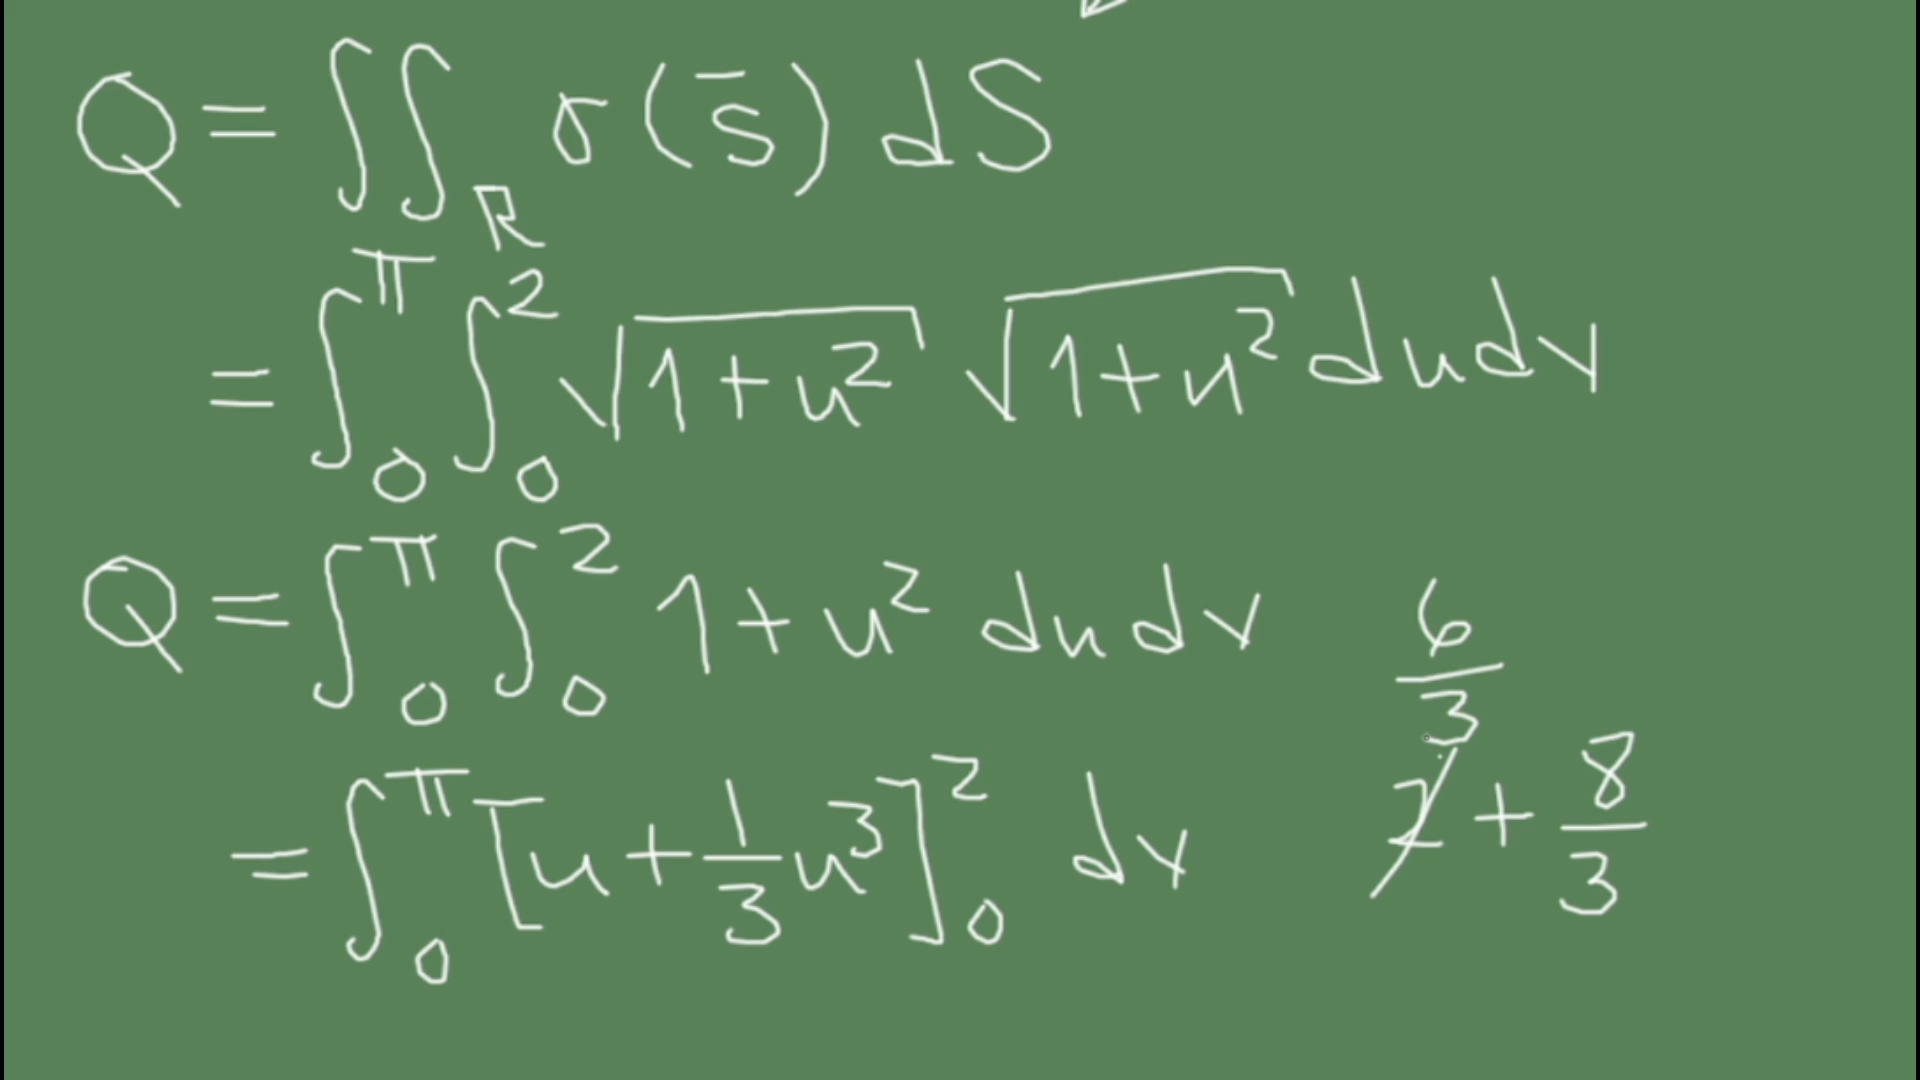 Q = ∬_R σ(s̄) dS
= ∫_0^π ∫_0^2 √(1+u²) √(1+u²) du dv
Q = ∫_0^π ∫_0^2 1+u² du dv
= ∫_0^π [u + 1/3 u³]_0^2 dv
6/3
2 + 8/3